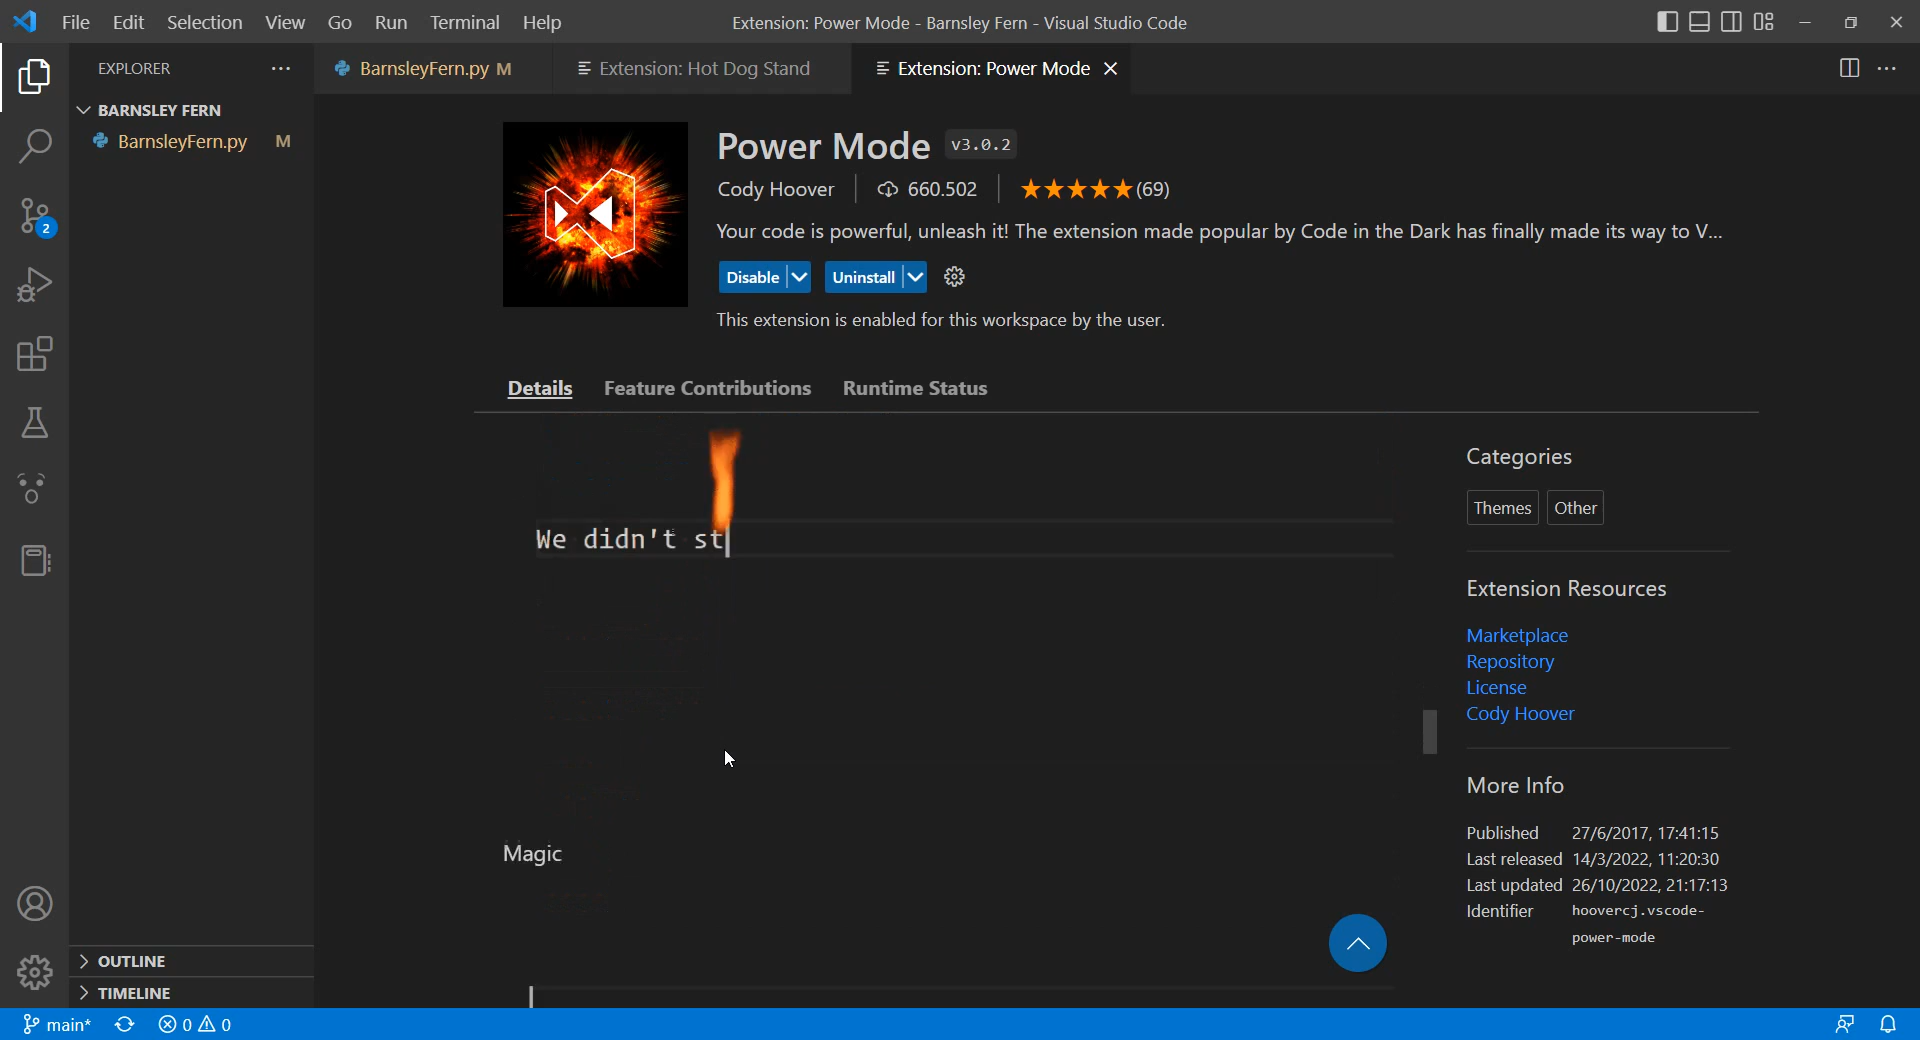 File Edit Selection View Go Run Terminal Help
Extension: Power Mode - Barnsley Fern - Visual Studio Code
EXPLORER
BARNSLEY FERN
BarnsleyFern.py M
2
BarnsleyFern.py M
Extension: Hot Dog Stand
Extension: Power Mode
Power Mode v3.0.2
Cody Hoover 660.502 (69)
Your code is powerful, unleash it! The extension made popular by Code in the Dark has finally made its way to V...
Disable Uninstall
This extension is enabled for this workspace by the user.
Details Feature Contributions Runtime Status
We didn't st
Magic
Categories
Themes Other
Extension Resources
Marketplace
Repository
License
Cody Hoover
More Info
Published 27/6/2017, 17:41:15
Last released 14/3/2022, 11:20:30
Last updated 26/10/2022, 21:17:13
Identifier hoovercj.vscode-
power-mode
OUTLINE
TIMELINE
main* 0 0